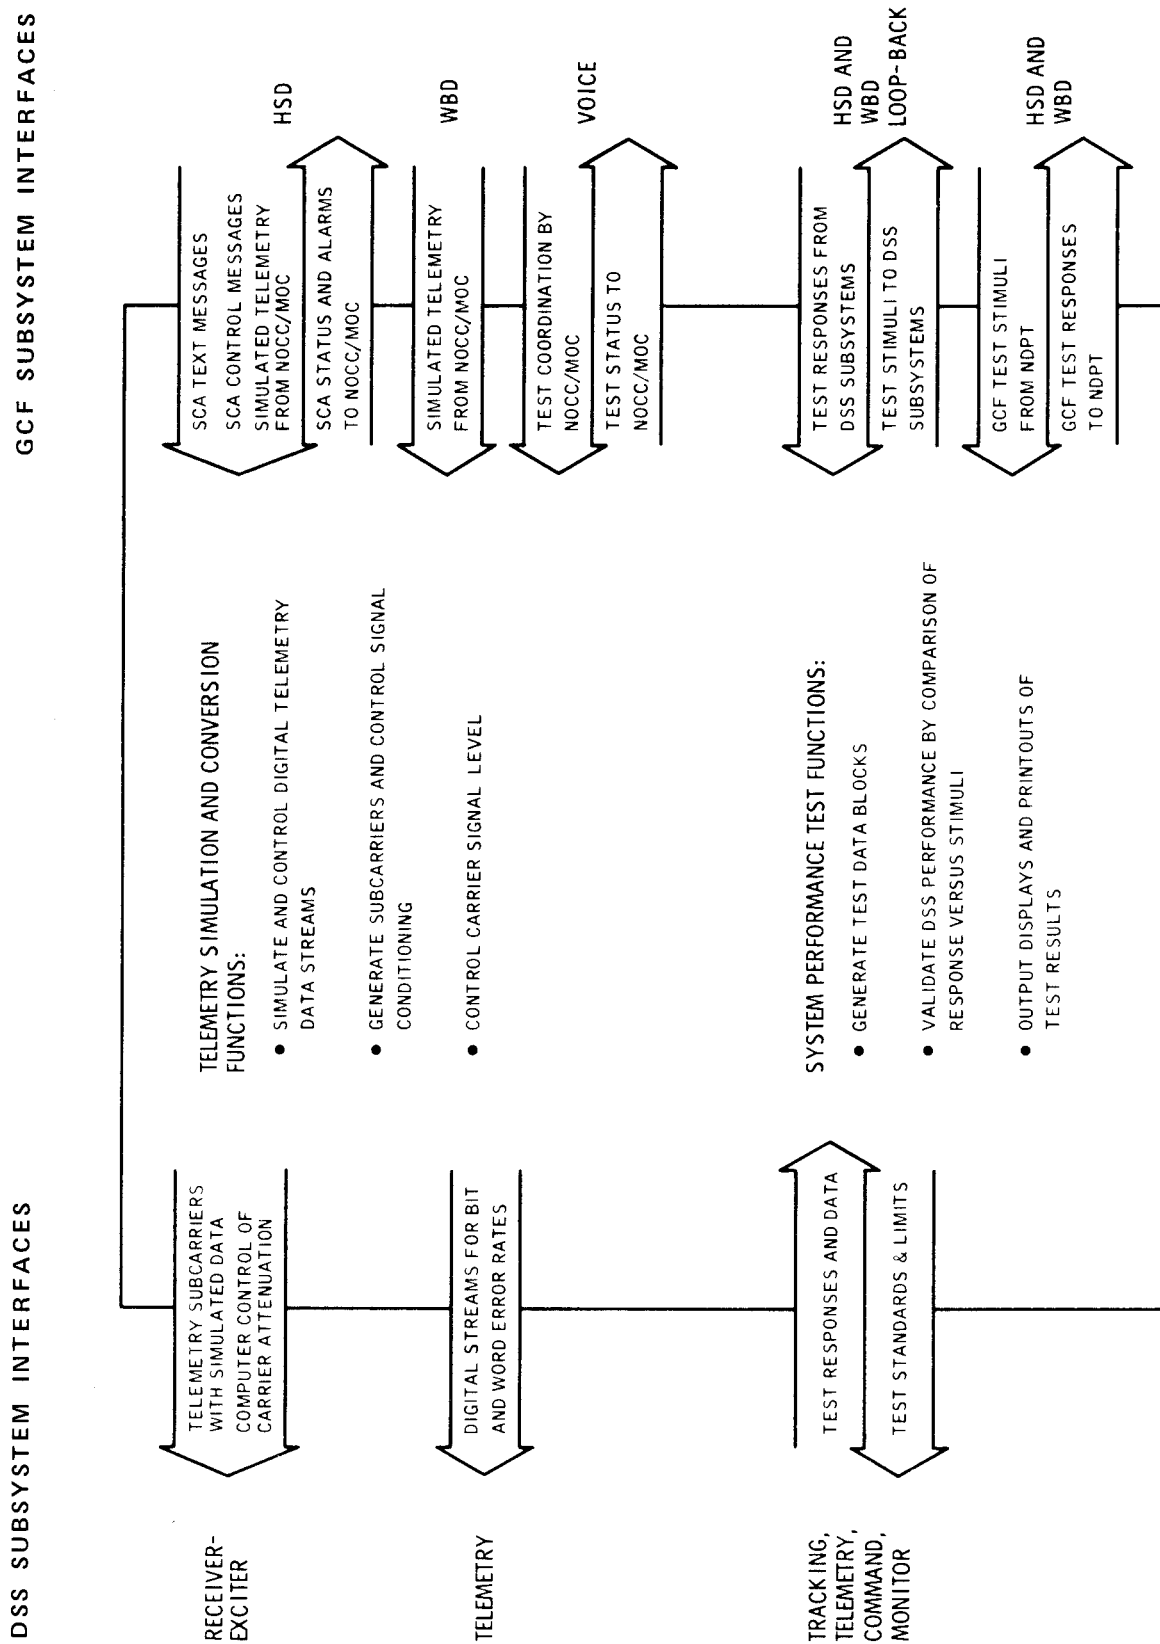 DSS SUBSYSTEM INTERFACES
GCF SUBSYSTEM INTERFACES
RECEIVER-
EXCITER
TELEMETRY SUBCARRIERS
WITH SIMULATED DATA
COMPUTER CONTROL OF
CARRIER ATTENUATION
TELEMETRY
DIGITAL STREAMS FOR BIT
AND WORD ERROR RATES
TRACKING,
TELEMETRY,
COMMAND,
MONITOR
TEST RESPONSES AND DATA
TEST STANDARDS & LIMITS
TELEMETRY SIMULATION AND CONVERSION
FUNCTIONS:
● SIMULATE AND CONTROL DIGITAL TELEMETRY
DATA STREAMS
● GENERATE SUBCARRIERS AND CONTROL SIGNAL
CONDITIONING
● CONTROL CARRIER SIGNAL LEVEL
SYSTEM PERFORMANCE TEST FUNCTIONS:
● GENERATE TEST DATA BLOCKS
● VALIDATE DSS PERFORMANCE BY COMPARISON OF
RESPONSE VERSUS STIMULI
● OUTPUT DISPLAYS AND PRINTOUTS OF
TEST RESULTS
SCA TEXT MESSAGES
SCA CONTROL MESSAGES
SIMULATED TELEMETRY
FROM NOCC/MOC
SCA STATUS AND ALARMS
TO NOCC/MOC
HSD
SIMULATED TELEMETRY
FROM NOCC/MOC
WBD
TEST COORDINATION BY
NOCC/MOC
TEST STATUS TO
NOCC/MOC
VOICE
TEST RESPONSES FROM
DSS SUBSYSTEMS
TEST STIMULI TO DSS
SUBSYSTEMS
HSD AND
WBD
LOOP-BACK
GCF TEST STIMULI
FROM NDPT
GCF TEST RESPONSES
TO NDPT
HSD AND
WBD